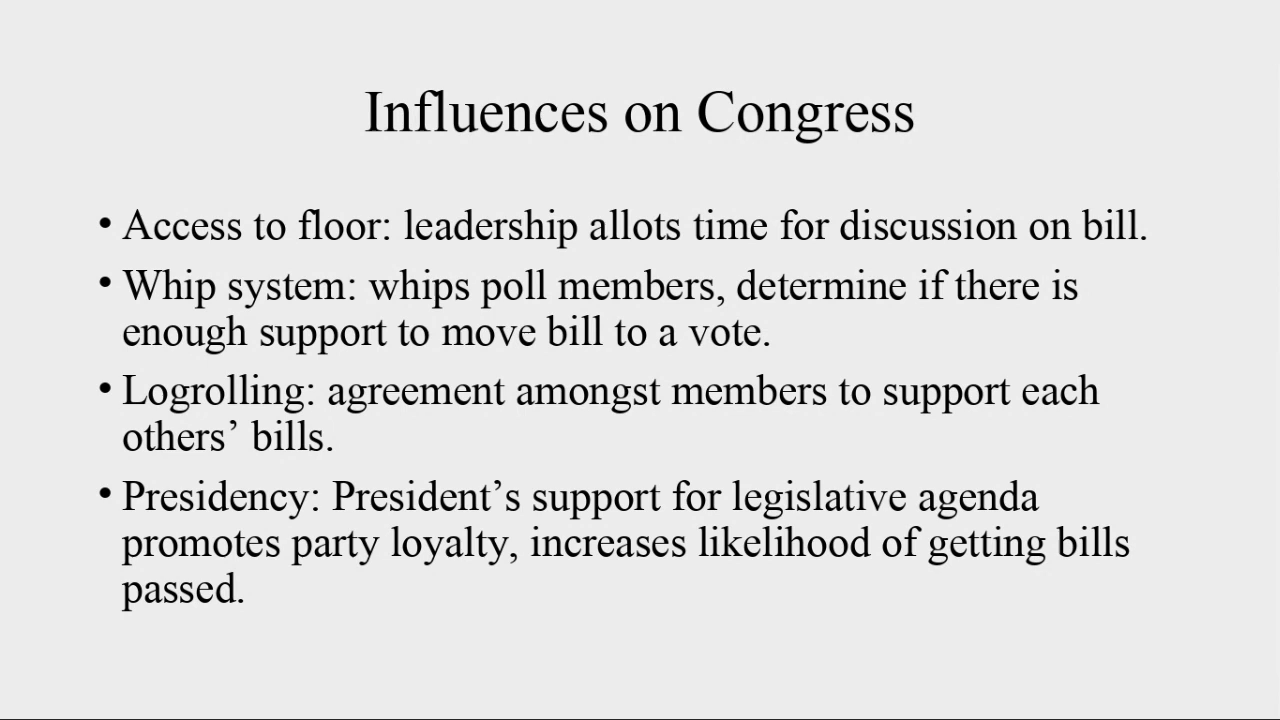 Influences on Congress
• Access to floor: leadership allots time for discussion on bill.
• Whip system: whips poll members, determine if there is
enough support to move bill to a vote.
• Logrolling: agreement amongst members to support each
others’ bills.
• Presidency: President’s support for legislative agenda
promotes party loyalty, increases likelihood of getting bills
passed.